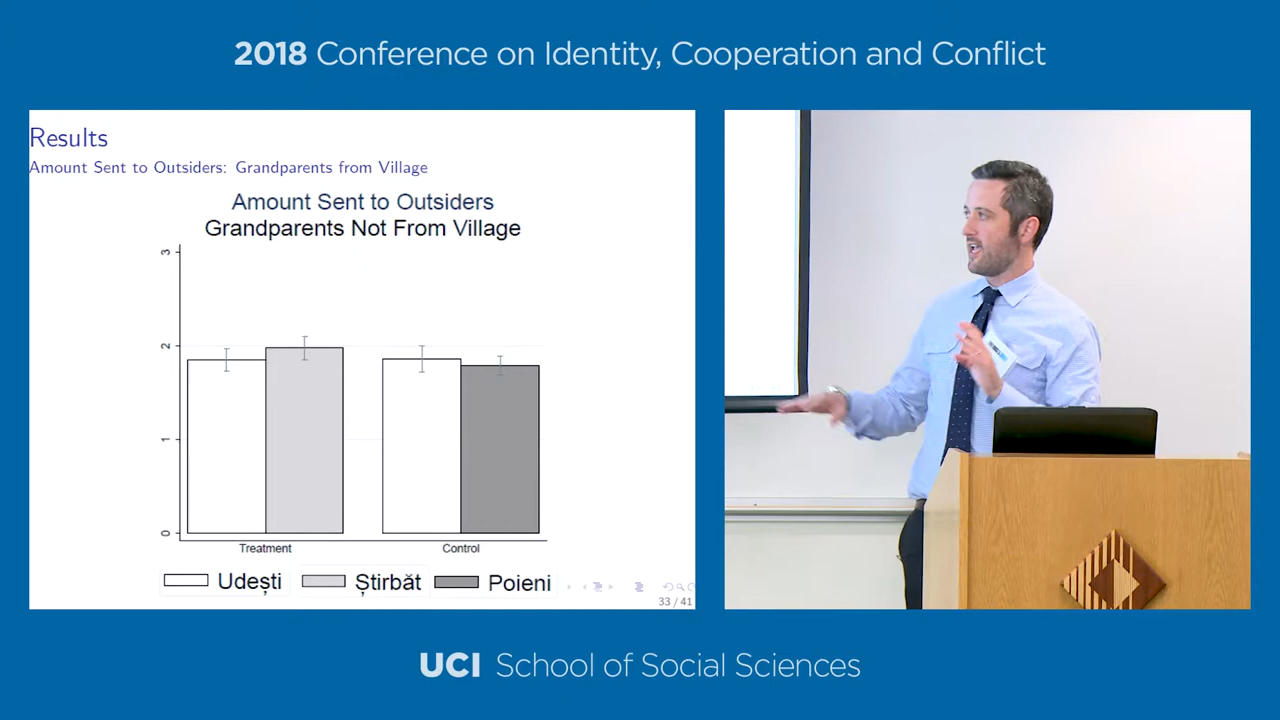 2018 Conference on Identity, Cooperation and Conflict
Results
Amount Sent to Outsiders: Grandparents from Village
Amount Sent to Outsiders
Grandparents Not From Village
3
2
1
0
Treatment
Control
Udești
Știrbăt
Poieni
33 / 41
UCI School of Social Sciences